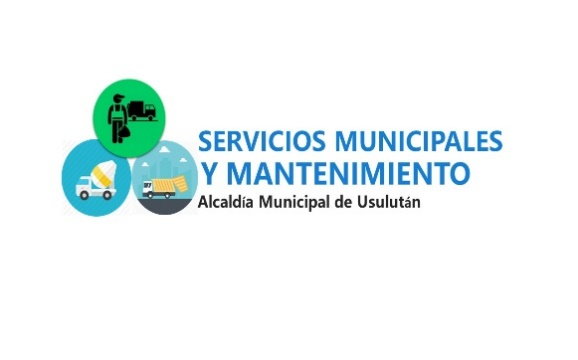 SERVICIOS MUNICIPALES
Y MANTENIMIENTO
Alcaldía Municipal de Usulután